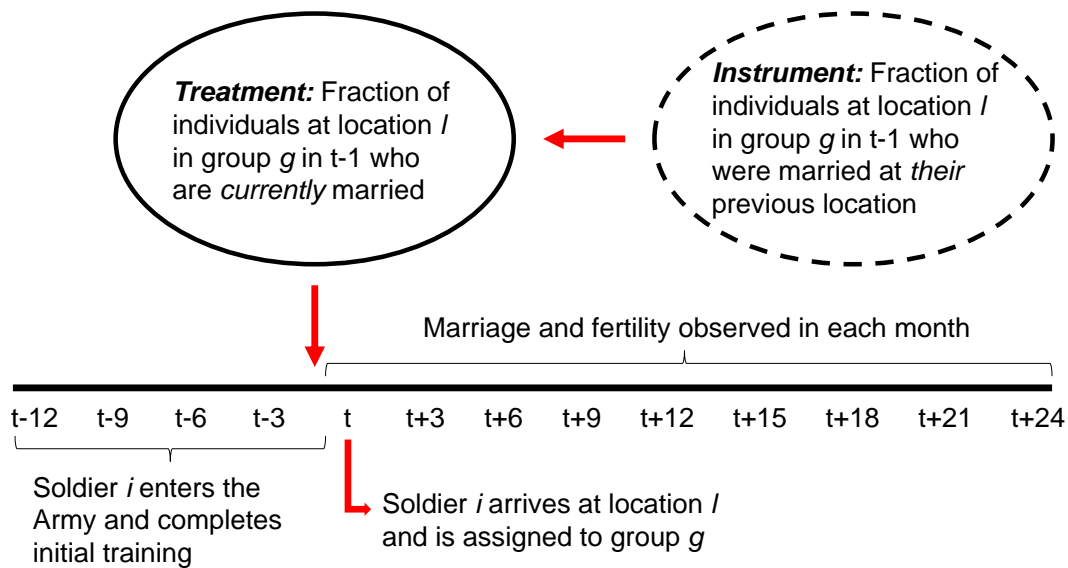 Treatment: Fraction of
individuals at location l
in group g in t-1 who
are currently married
Instrument: Fraction of
individuals at location l
in group g in t-1 who
were married at their
previous location
Marriage and fertility observed in each month
t-12 t-9 t-6 t-3 t t+3 t+6 t+9 t+12 t+15 t+18 t+21 t+24
Soldier i enters the
Army and completes
initial training
Soldier i arrives at location l
and is assigned to group g